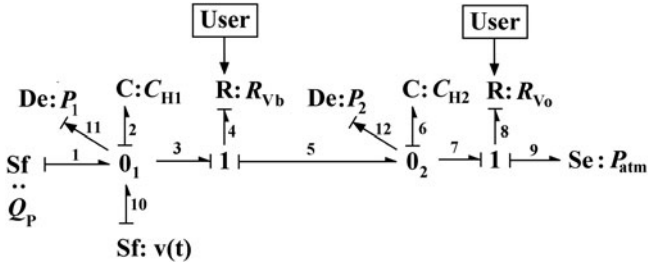 User User
De:P1 C:CH1 R:RVb De:P2 C:CH2 R:RVo
11 2 4 12 6 8
Sf 1 01 3 1 5 02 7 1 9 Se:Patm
..
QP
10
Sf: v(t)